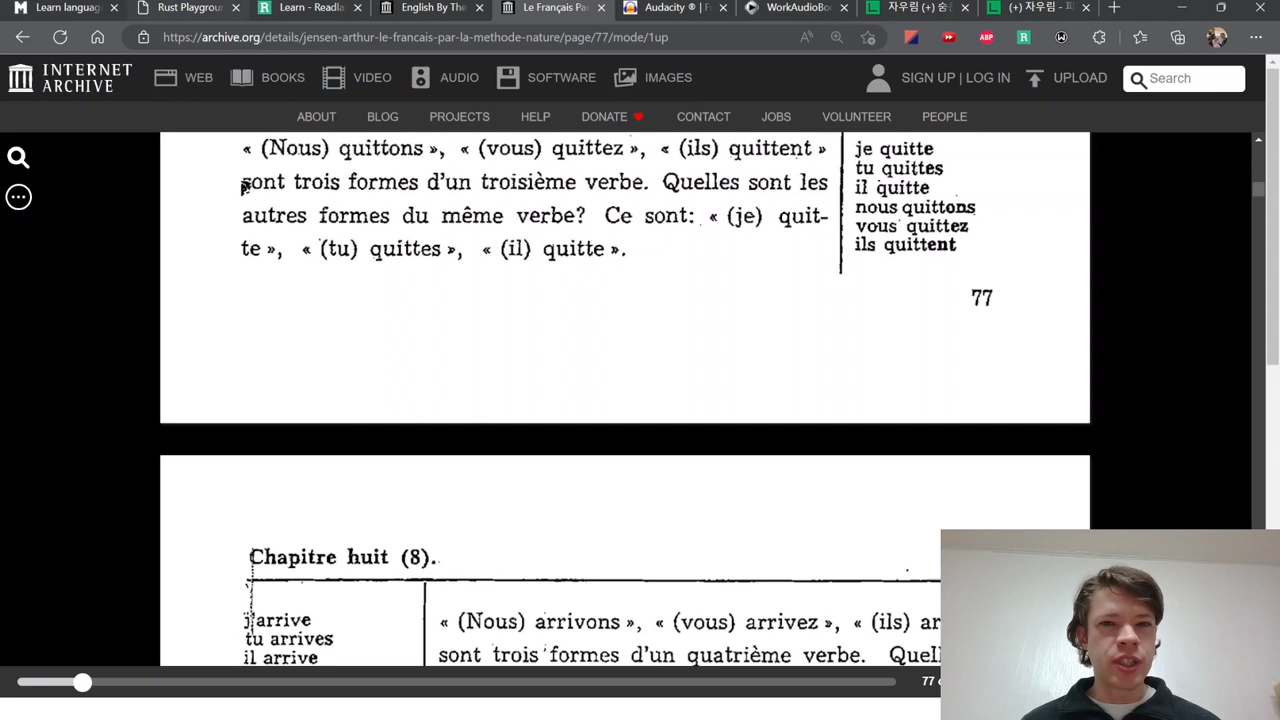 Learn languag
Rust Playgroun
Learn - Readla
English By The
Le Français Pa
Audacity ® | F
WorkAudioBo
(+) 자우림 :
(+) 자우림 -
https://archive.org/details/jensen-arthur-le-francais-par-la-methode-nature/page/77/mode/1up
INTERNET ARCHIVE
WEB
BOOKS
VIDEO
AUDIO
SOFTWARE
IMAGES
SIGN UP | LOG IN
UPLOAD
Search
ABOUT
BLOG
PROJECTS
HELP
DONATE
CONTACT
JOBS
VOLUNTEER
PEOPLE
« (Nous) quittons », « (vous) quittez », « (ils) quittent »
sont trois formes d'un troisième verbe. Quelles sont les
autres formes du même verbe? Ce sont: « (je) quit-
te », « (tu) quittes », « (il) quitte ».
je quitte
tu quittes
il quitte
nous quittons
vous quittez
ils quittent
77
Chapitre huit (8).
j'arrive
tu arrives
il arrive
« (Nous) arrivons », « (vous) arrivez », « (ils) ar
sont trois formes d'un quatrième verbe. Quell
77